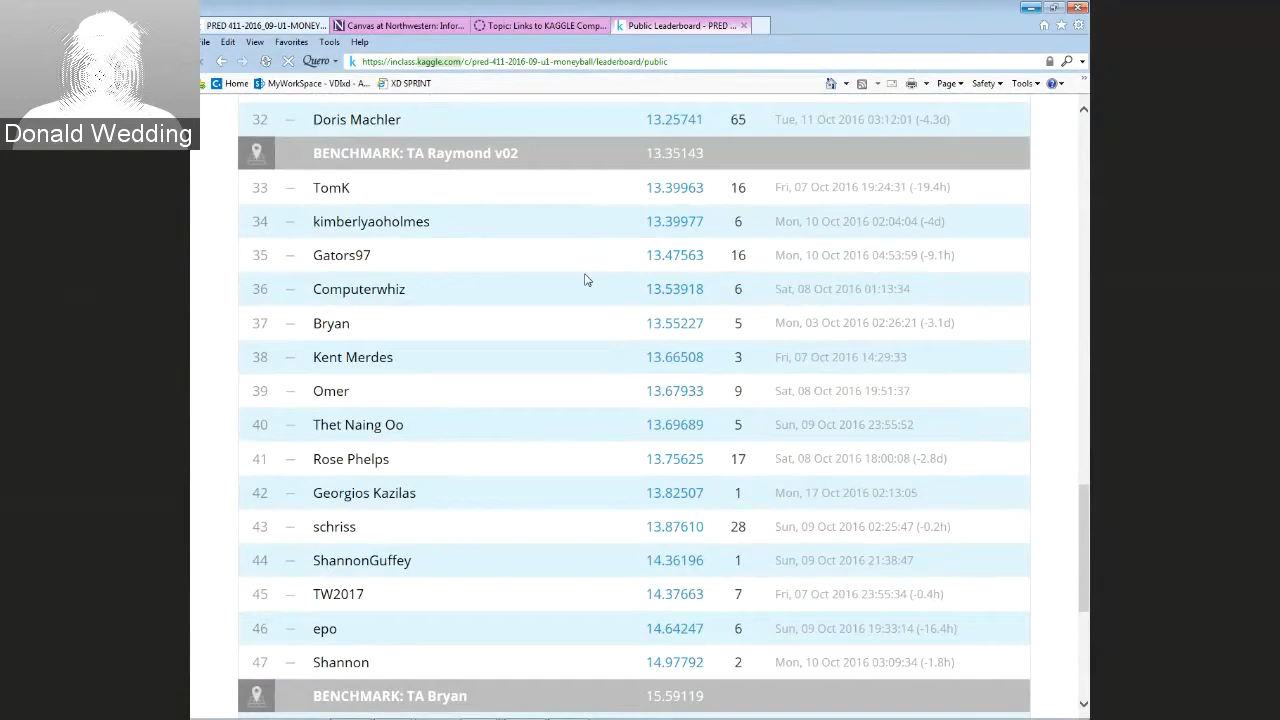 PRED 411-2016_09-U1-MONEY...
Canvas @ Northwestern: Infor...
Topic: Links to KAGGLE Comp...
Public Leaderboard - PRED ...
File Edit View Favorites Tools Help
Quero
https://inclass.kaggle.com/c/pred-411-2016-09-u1-moneyball/leaderboard/public
Home MyWorkSpace - VDIxd - A... XD SPRINT
Page Safety Tools
Donald Wedding
32 — Doris Macner 13.25741 65 Tue, 11 Oct 2016 03:12:01 (-4.3d)
BENCHMARK: TA Raymond v02 13.35143
33 — TomK 13.39963 16 Fri, 07 Oct 2016 19:24:31 (-19.4h)
34 — kimberlyaoholmes 13.39977 6 Mon, 10 Oct 2016 02:04:04 (-4d)
35 — Gators97 13.47563 16 Mon, 10 Oct 2016 04:53:59 (-9.1h)
36 — Computerwhiz 13.53918 6 Sat, 08 Oct 2016 01:13:34
37 — Bryan 13.55227 5 Mon, 03 Oct 2016 02:26:21 (-3.1d)
38 — Kent Merdes 13.66508 3 Fri, 07 Oct 2016 14:29:33
39 — Omer 13.67933 9 Sat, 08 Oct 2016 19:51:37
40 — Thet Naing Oo 13.69689 5 Sun, 09 Oct 2016 23:55:52
41 — Rose Phelps 13.75625 17 Sat, 08 Oct 2016 18:00:08 (-2.8d)
42 — Georgios Kazilas 13.82507 1 Mon, 17 Oct 2016 02:13:05
43 — schriss 13.87610 28 Sun, 09 Oct 2016 02:25:47 (-0.2h)
44 — ShannonGuffey 14.36196 1 Sun, 09 Oct 2016 21:38:47
45 — TW2017 14.37663 7 Fri, 07 Oct 2016 23:55:34 (-0.4h)
46 — epo 14.64247 6 Sun, 09 Oct 2016 19:33:14 (-16.4h)
47 — Shannon 14.97792 2 Mon, 10 Oct 2016 03:09:34 (-1.8h)
BENCHMARK: TA Bryan 15.59119